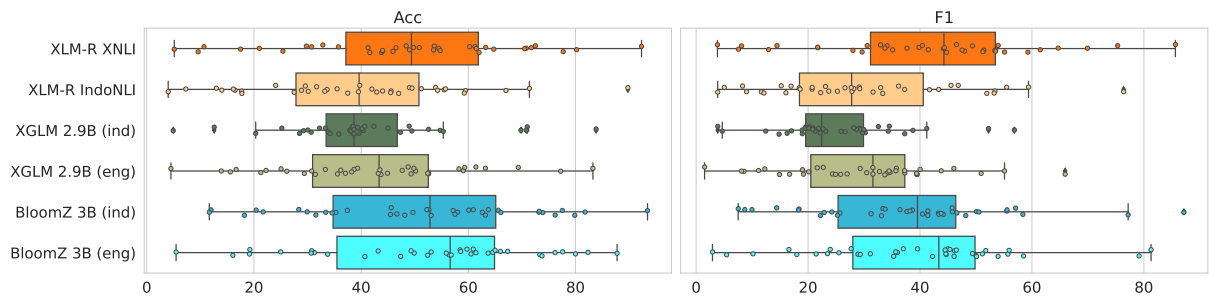 Acc F1
XLM-R XNLI
XLM-R IndoNLI
XGLM 2.9B (ind)
XGLM 2.9B (eng)
BloomZ 3B (ind)
BloomZ 3B (eng)
0 20 40 60 80 0 20 40 60 80